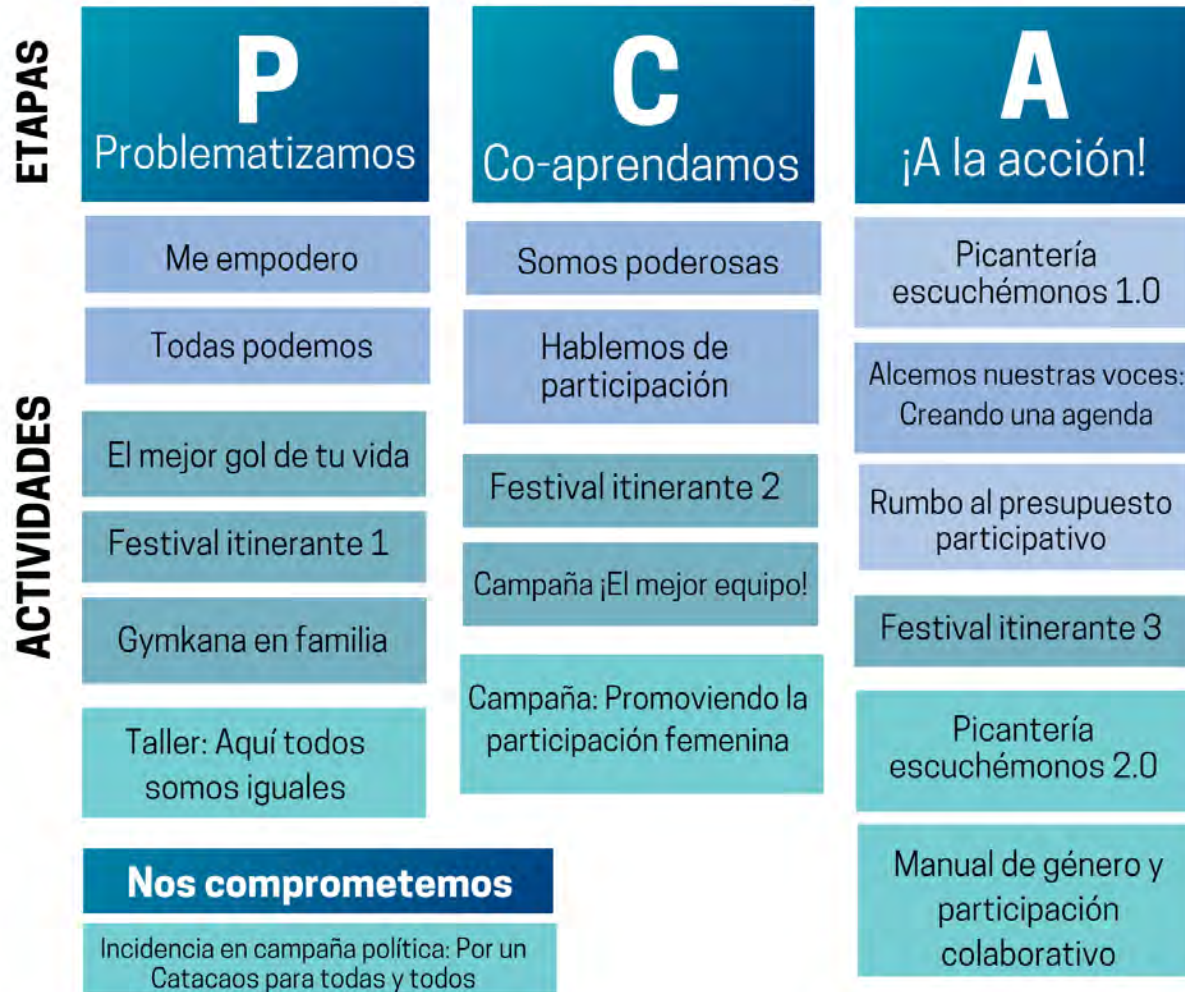 ETAPAS
P
Problematizamos
C
Co-aprendamos
A
¡A la acción!
ACTIVIDADES
Me empodero
Todas podemos
El mejor gol de tu vida
Festival itinerante 1
Gymkana en familia
Taller: Aquí todos
somos iguales
Nos comprometemos
Incidencia en campaña política: Por un
Catacaos para todas y todos
Somos poderosas
Hablemos de
participación
Festival itinerante 2
Campaña ¡El mejor equipo!
Campaña: Promoviendo la
participación femenina
Picantería
escuchémonos 1.0
Alcemos nuestras voces:
Creando una agenda
Rumbo al presupuesto
participativo
Festival itinerante 3
Picantería
escuchémonos 2.0
Manual de género y
participación
colaborativo